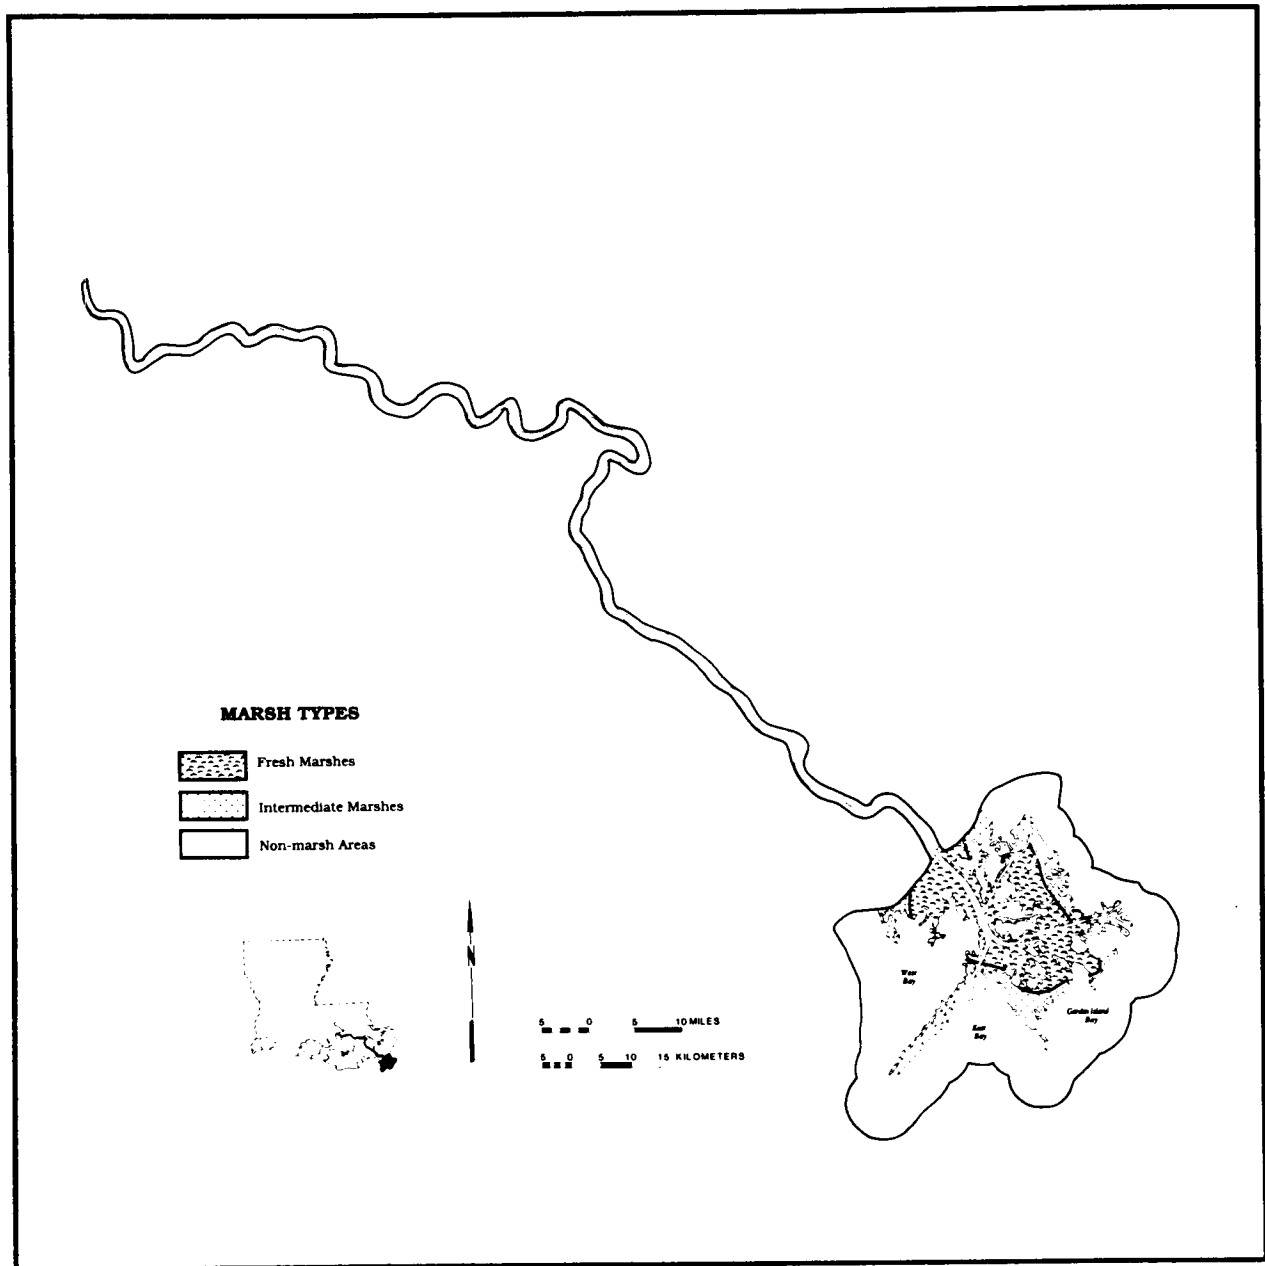 MARSH TYPES
Fresh Marshes
Intermediate Marshes
Non-marsh Areas
N
5 0 5 10 MILES
5 0 5 10 15 KILOMETERS
West
Bay
East
Bay
Garden Island
Bay